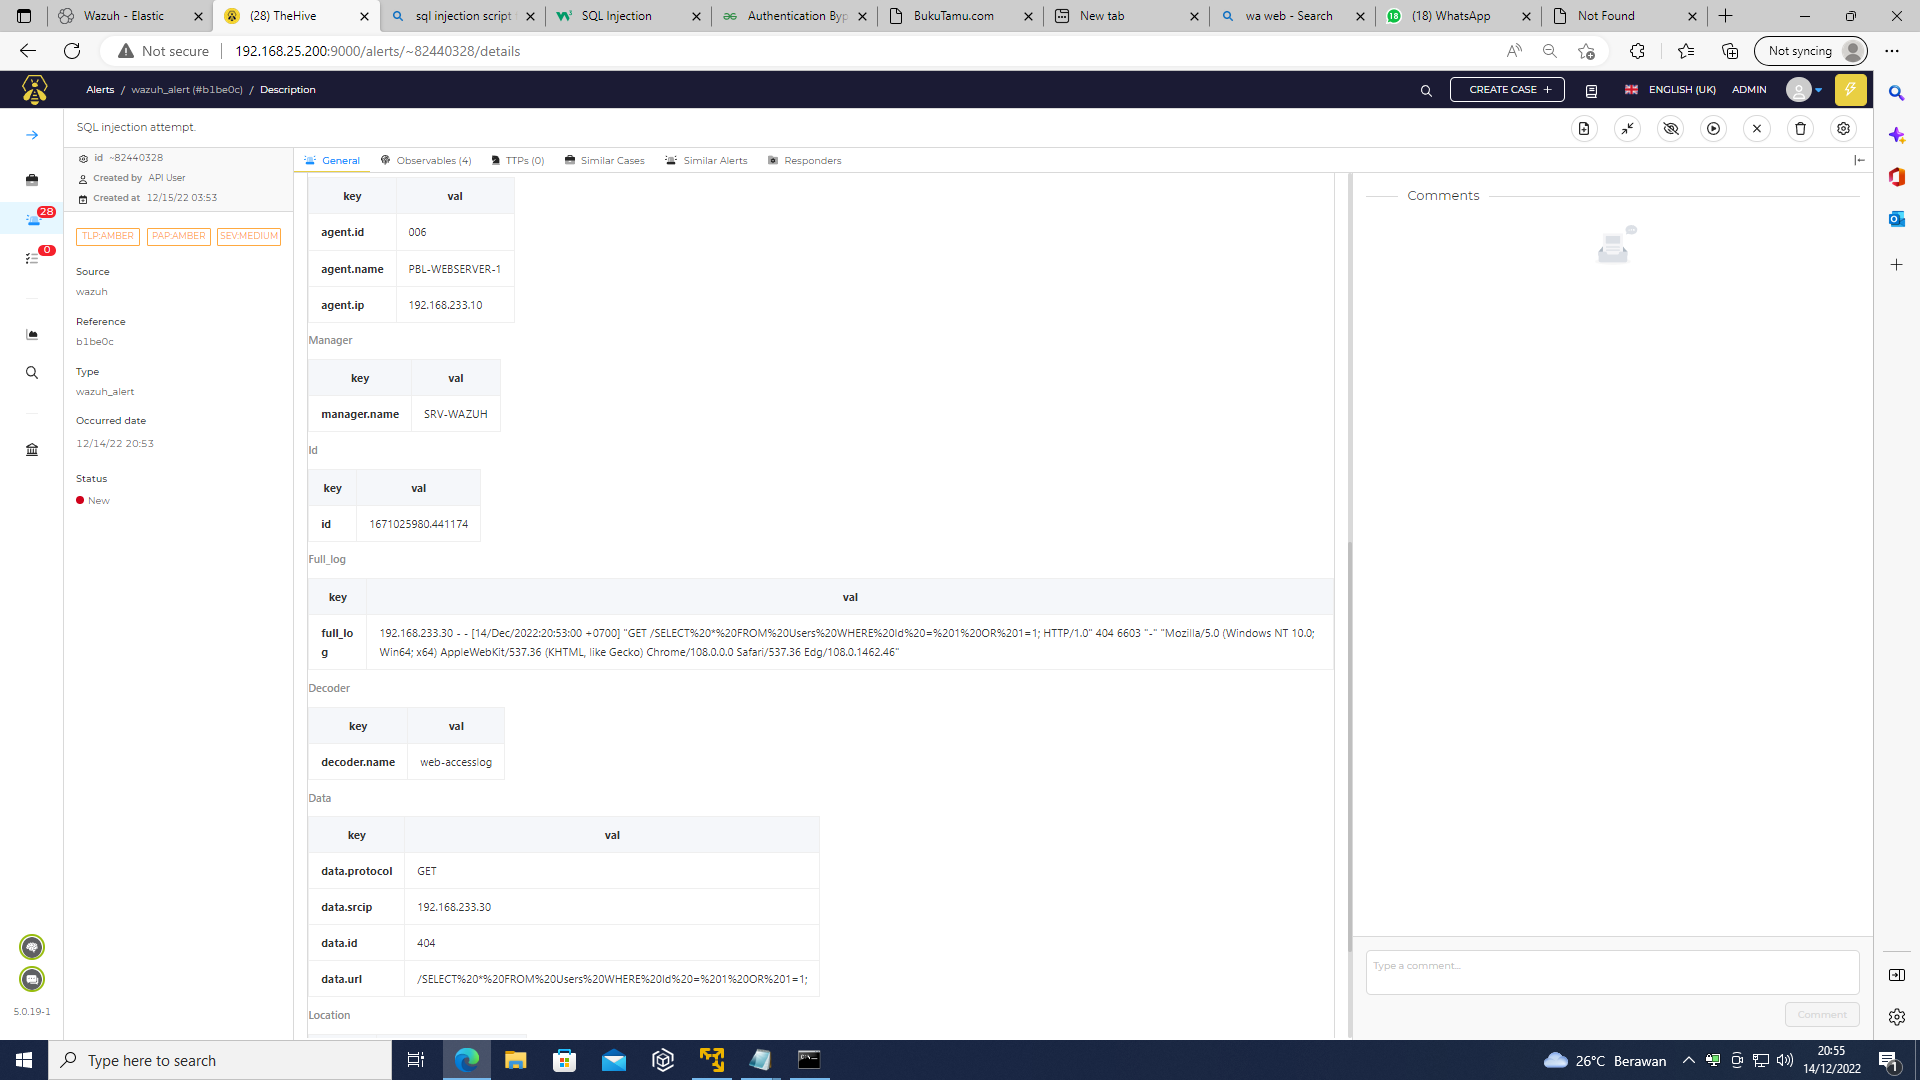 Wazuh - Elastic
(28) TheHive
sql injection script
SQL Injection
Authentication Byp
BukuTamu.com
New tab
wa web - Search
(18) WhatsApp
Not Found
Not secure
192.168.25.200:9000/alerts/~82440328/details
Not syncing
Alerts / wazuh_alert (#b1be0c) / Description
CREATE CASE +
ENGLISH (UK)
ADMIN
SQL injection attempt.
id ~82440328
Created by API User
Created at 12/15/22 03:53
TLP:AMBER
PAP:AMBER
SEV:MEDIUM
Source
wazuh
Reference
b1be0c
Type
wazuh_alert
Occurred date
12/14/22 20:53
Status
New
28
0
5.0.19-1
General
Observables (4)
TTPs (0)
Similar Cases
Similar Alerts
Responders
key val
agent.id 006
agent.name PBL-WEBSERVER-1
agent.ip 192.168.233.10
Manager
key val
manager.name SRV-WAZUH
Id
key val
id 1671025980.441174
Full_log
key val
full_lo
g
192.168.233.30 - - [14/Dec/2022:20:53:00 +0700] "GET /SELECT%20*%20FROM%20Users%20WHERE%20Id%20=%201%20OR%201=1; HTTP/1.0" 404 6603 "-" "Mozilla/5.0 (Windows NT 10.0;
Win64; x64) AppleWebKit/537.36 (KHTML, like Gecko) Chrome/108.0.0.0 Safari/537.36 Edg/108.0.1462.46"
Decoder
key val
decoder.name web-accesslog
Data
key val
data.protocol GET
data.srcip 192.168.233.30
data.id 404
data.url /SELECT%20*%20FROM%20Users%20WHERE%20Id%20=%201%20OR%201=1;
Location
Comments
Type a comment...
Comment
Type here to search
26°C Berawan
20:55
14/12/2022
1